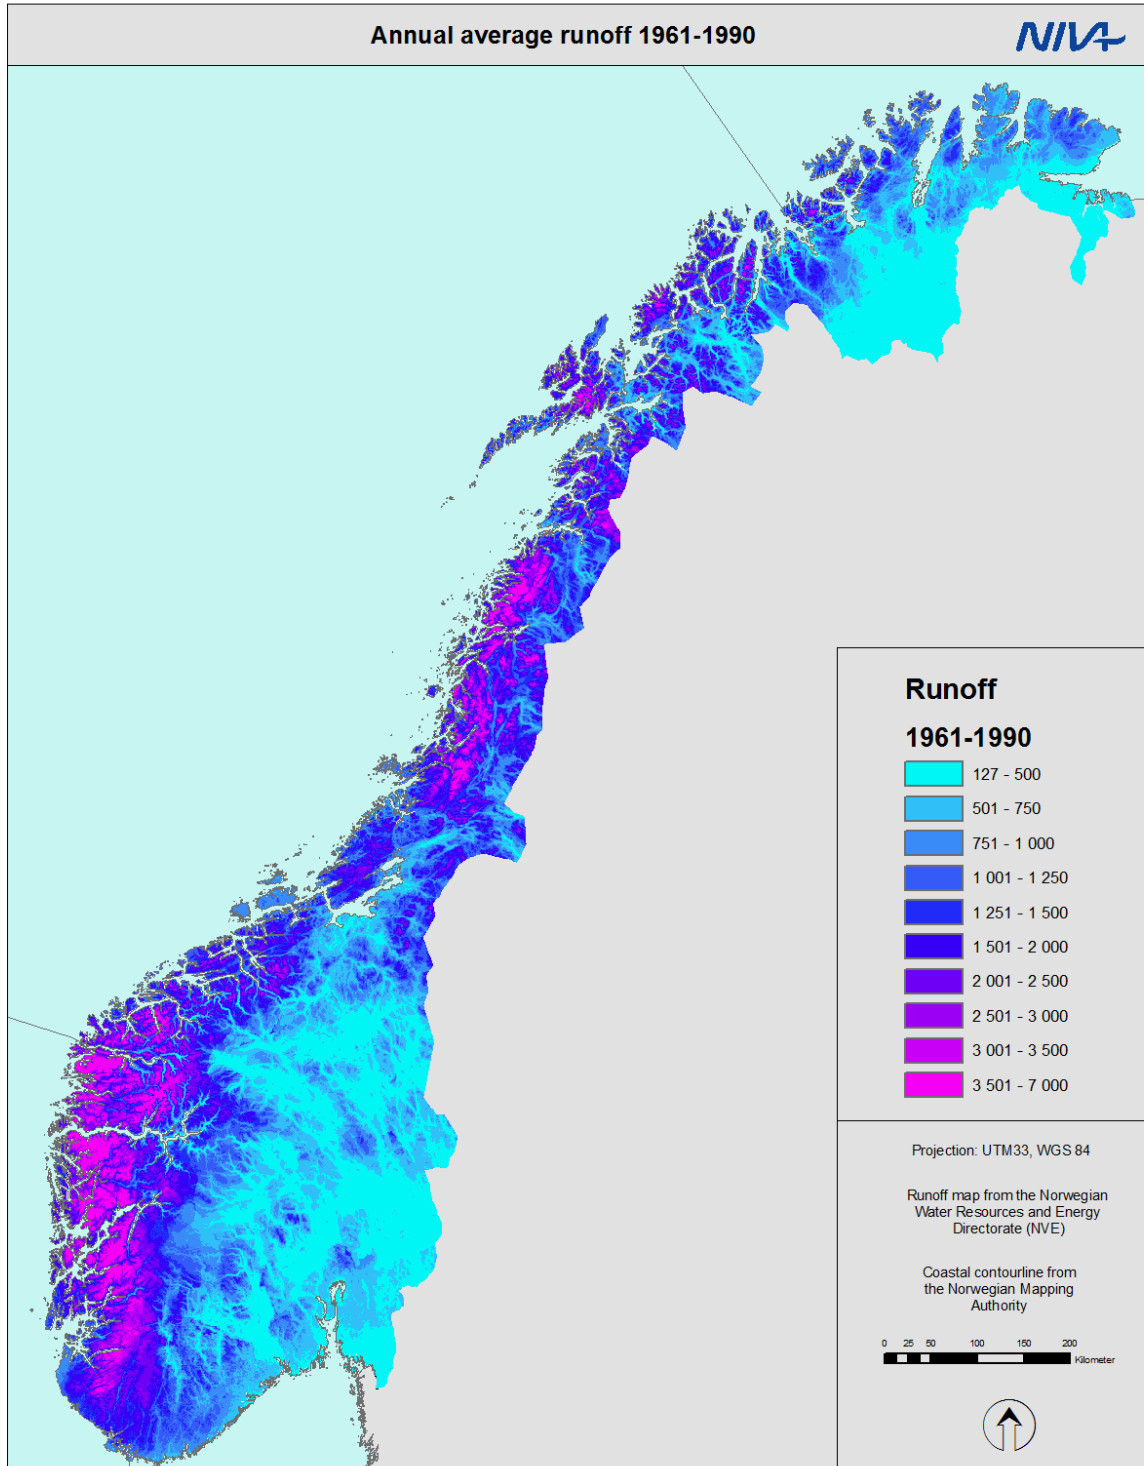 Annual average runoff 1961-1990
NIVA
Runoff
1961-1990
127 - 500
501 - 750
751 - 1 000
1 001 - 1 250
1 251 - 1 500
1 501 - 2 000
2 001 - 2 500
2 501 - 3 000
3 001 - 3 500
3 501 - 7 000
Projection: UTM33, WGS 84
Runoff map from the Norwegian
Water Resources and Energy
Directorate (NVE)
Coastal contourline from
the Norwegian Mapping
Authority
0 25 50 100 150 200
Kilometer